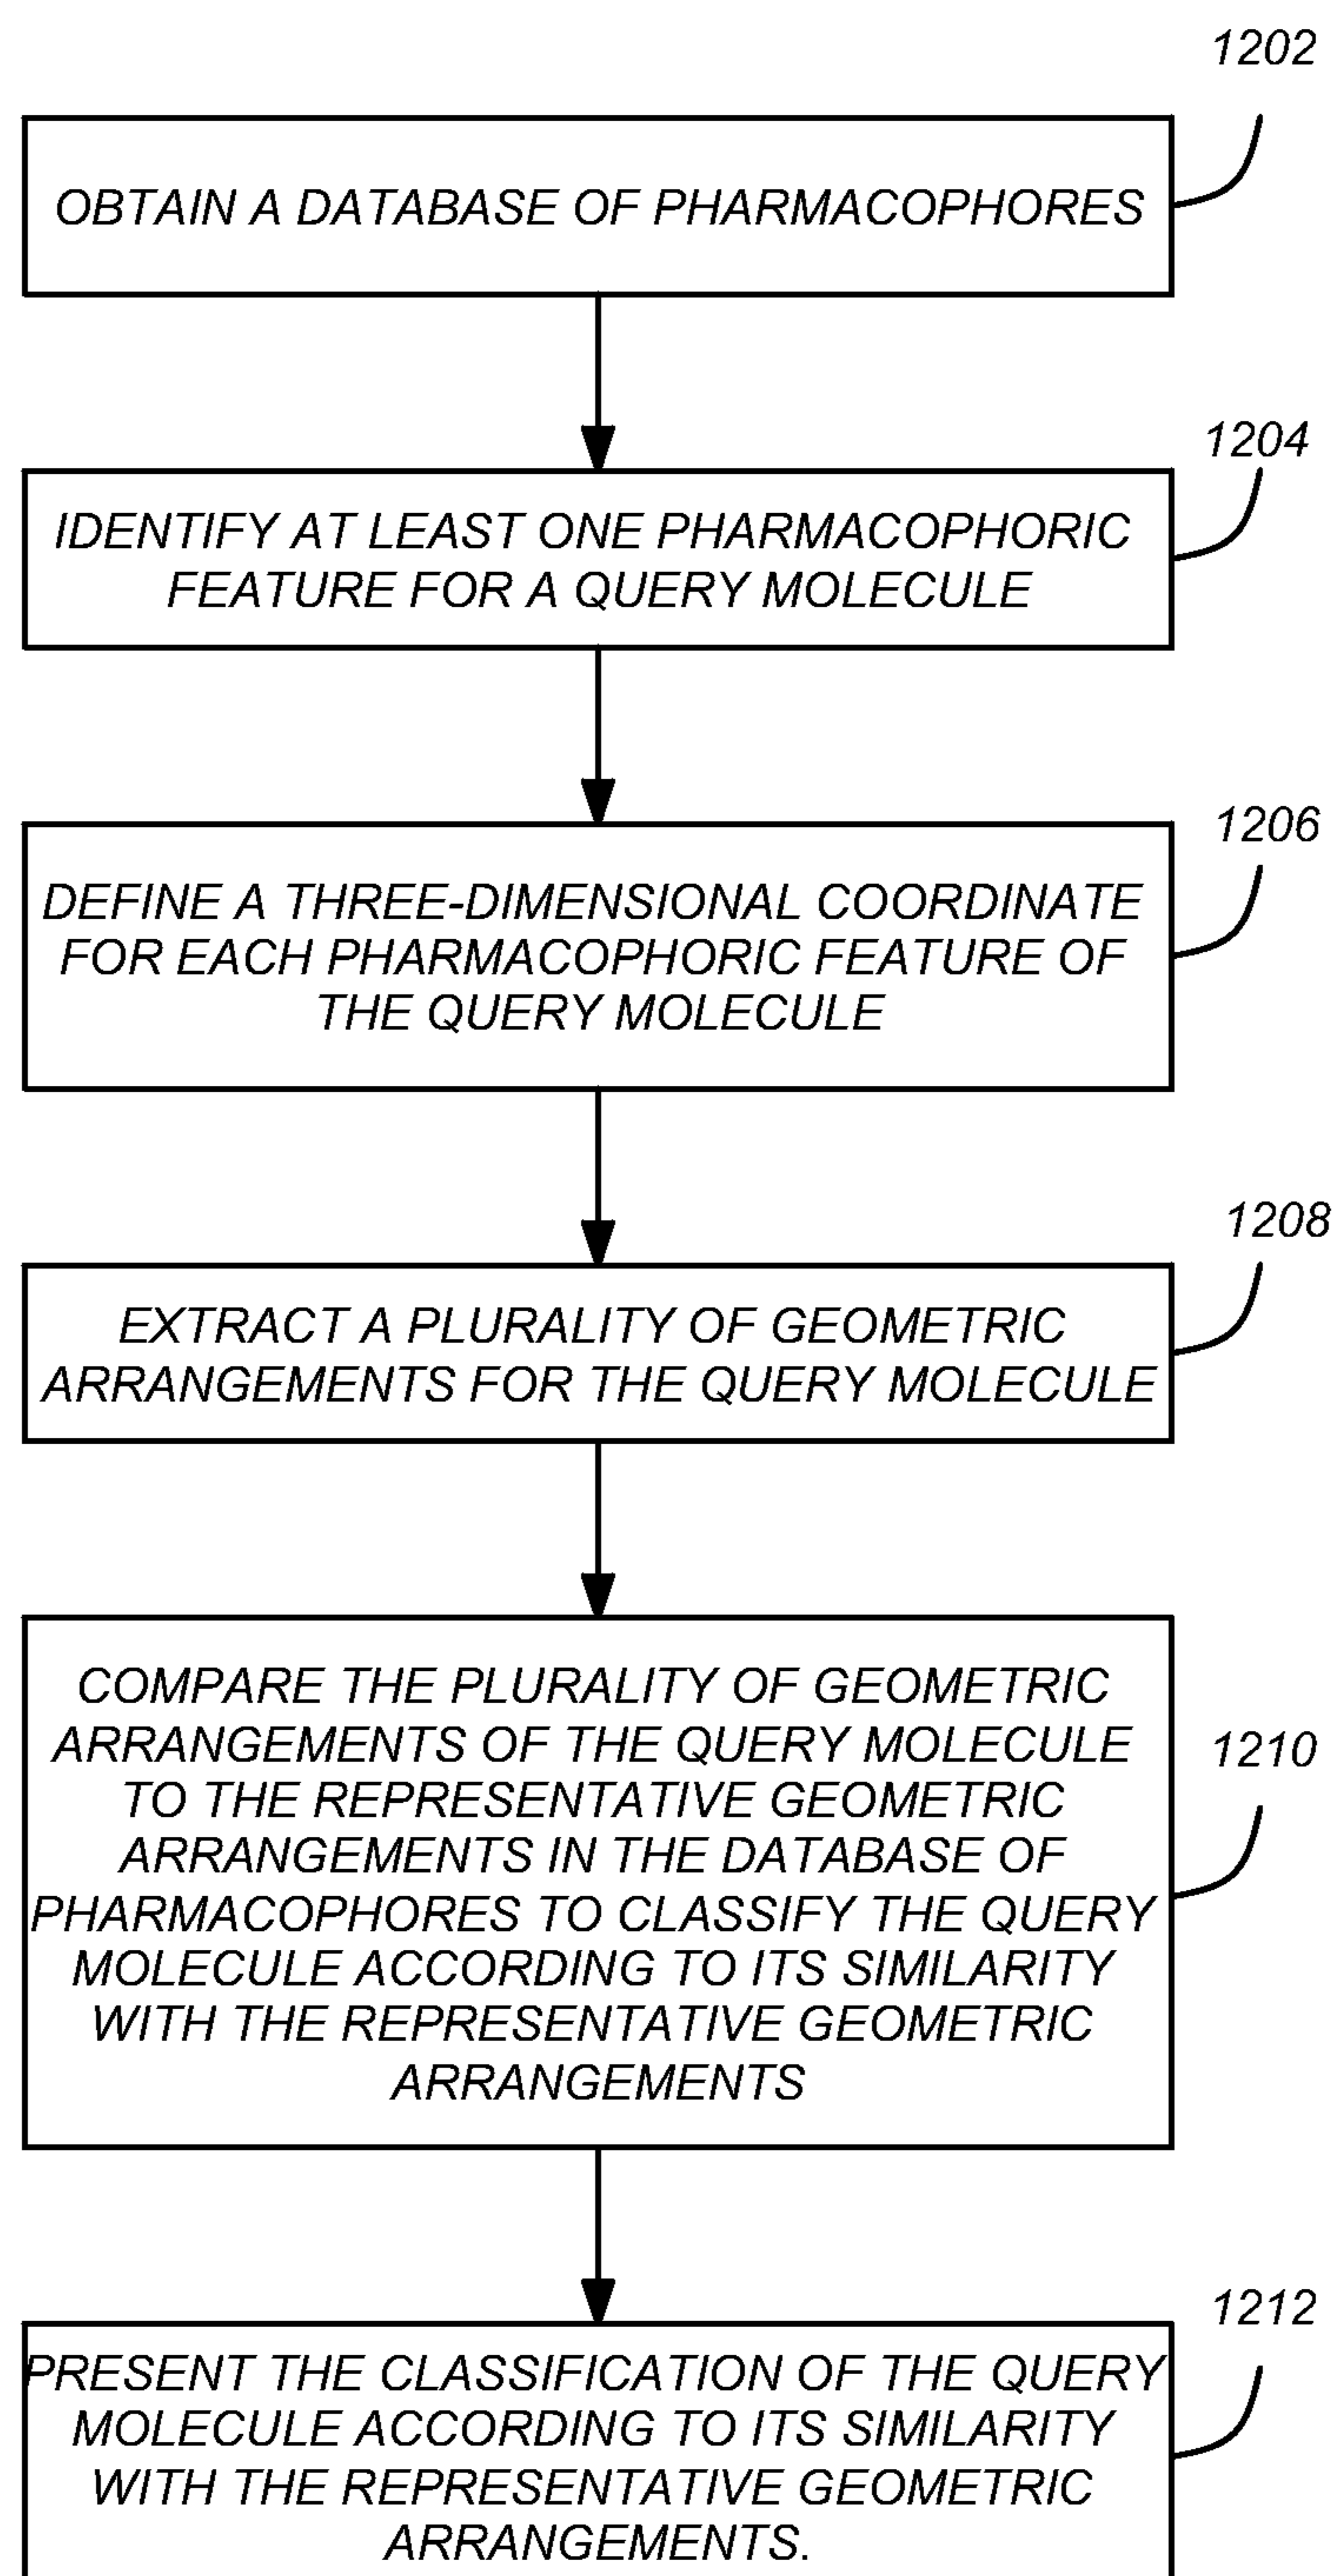 1202
OBTAIN A DATABASE OF PHARMACOPHORES
1204
IDENTIFY AT LEAST ONE PHARMACOPHORIC
FEATURE FOR A QUERY MOLECULE
1206
DEFINE A THREE-DIMENSIONAL COORDINATE
FOR EACH PHARMACOPHORIC FEATURE OF
THE QUERY MOLECULE
1208
EXTRACT A PLURALITY OF GEOMETRIC
ARRANGEMENTS FOR THE QUERY MOLECULE
1210
COMPARE THE PLURALITY OF GEOMETRIC
ARRANGEMENTS OF THE QUERY MOLECULE
TO THE REPRESENTATIVE GEOMETRIC
ARRANGEMENTS IN THE DATABASE OF
PHARMACOPHORES TO CLASSIFY THE QUERY
MOLECULE ACCORDING TO ITS SIMILARITY
WITH THE REPRESENTATIVE GEOMETRIC
ARRANGEMENTS
1212
PRESENT THE CLASSIFICATION OF THE QUERY
MOLECULE ACCORDING TO ITS SIMILARITY
WITH THE REPRESENTATIVE GEOMETRIC
ARRANGEMENTS.